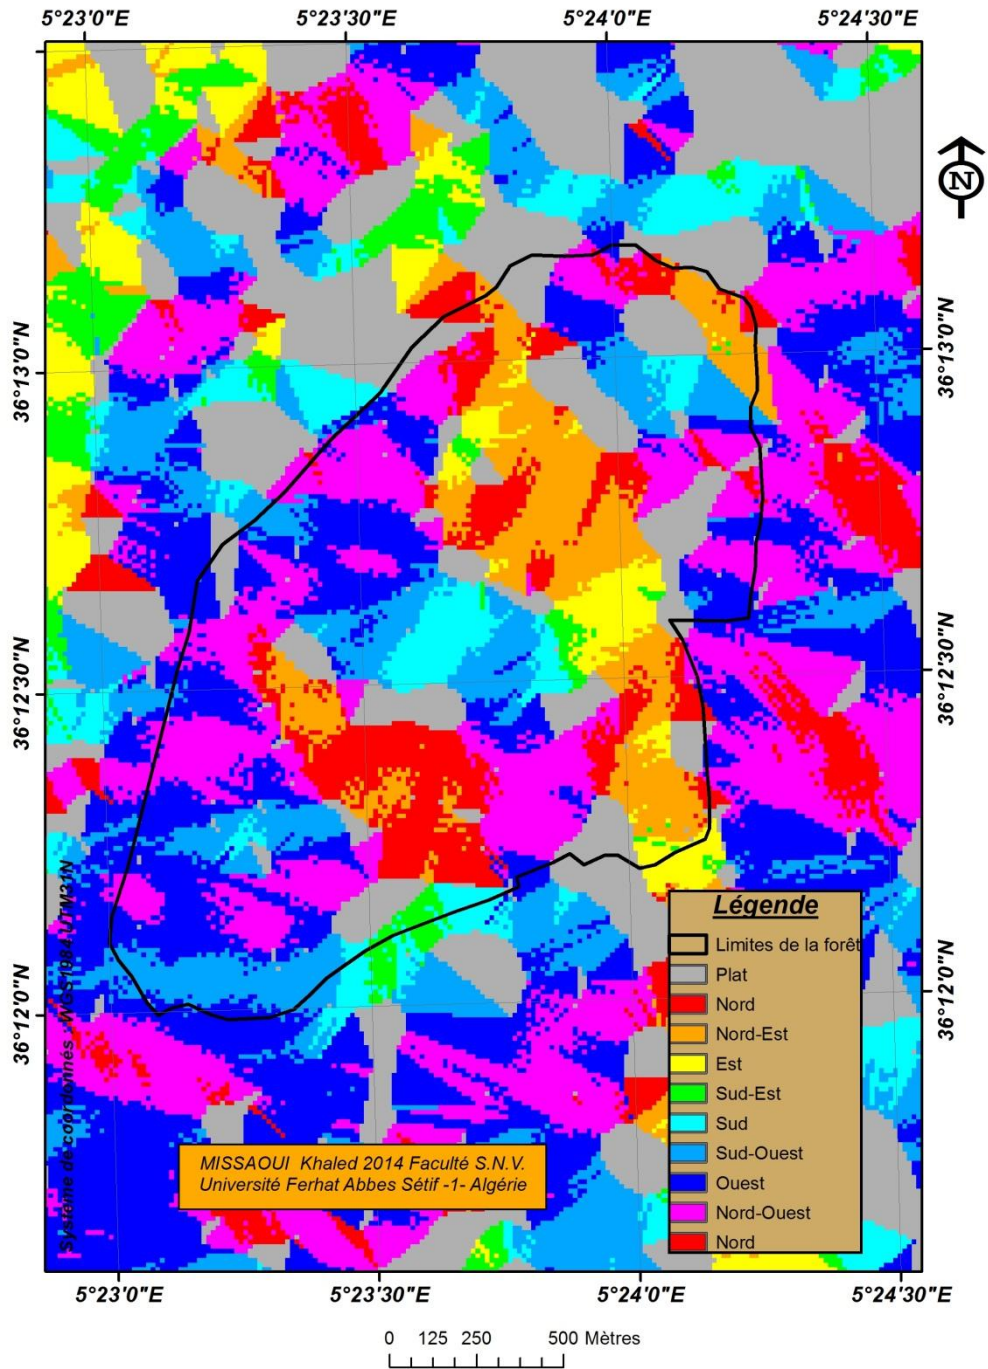 5°23'0"E 5°23'30"E 5°24'0"E 5°24'30"E
N
36°13'0"N
36°13'0"N
36°12'30"N
36°12'30"N
36°12'0"N
36°12'0"N
Système de coordonnés : WGS1984 UTM31N
Légende
Limites de la forêt
Plat
Nord
Nord-Est
Est
Sud-Est
Sud
Sud-Ouest
Ouest
Nord-Ouest
Nord
MISSAOUI Khaled 2014 Faculté S.N.V.
Université Ferhat Abbes Sétif -1- Algérie
5°23'0"E 5°23'30"E 5°24'0"E 5°24'30"E
0 125 250 500 Mètres